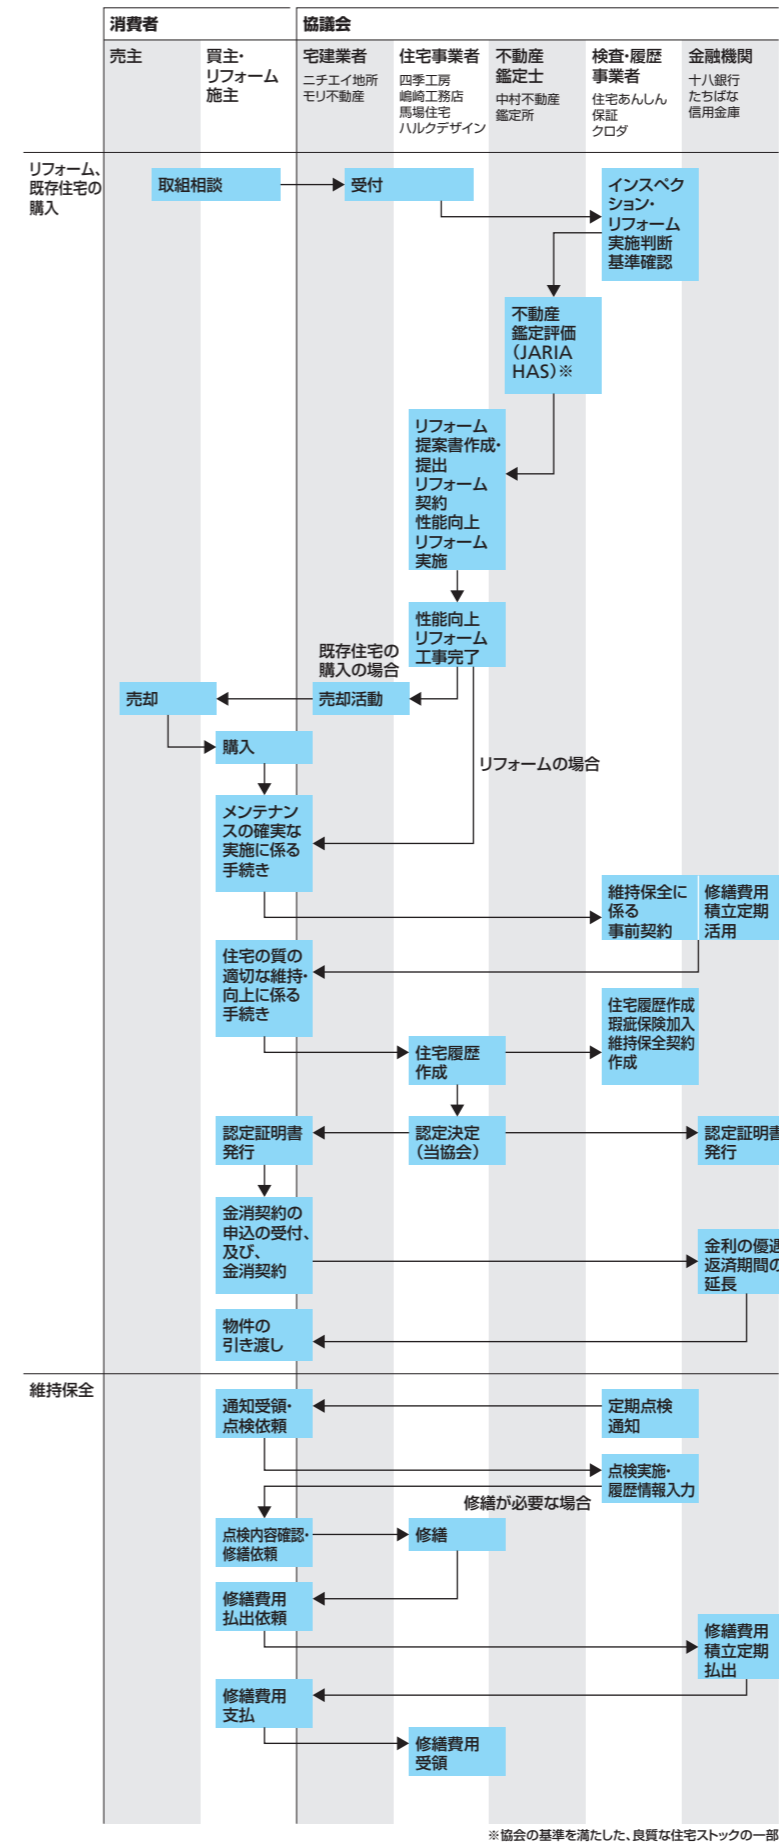 消費者
協議会
売主
買主・
リフォーム
施主
宅建業者
ニチエイ地所
モリ不動産
住宅事業者
四季工房
嶋崎工務店
馬場住宅
ハルクデザイン
不動産
鑑定士
中村不動産
鑑定所
検査・履歴
事業者
住宅あんしん
保証
クロダ
金融機関
十八銀行
たちばな
信用金庫
リフォーム、
既存住宅の
購入
取組相談
受付
インスペク
ション・
リフォーム
実施判断
基準確認
不動産
鑑定評価
(JARIA
HAS)※
リフォーム
提案書作成・
提出
リフォーム
契約
性能向上
リフォーム
実施
性能向上
リフォーム
工事完了
既存住宅の
購入の場合
売却
売却活動
購入
リフォームの場合
メンテナン
スの確実な
実施に係る
手続き
維持保全に
係る
事前契約
修繕費用
積立定期
活用
住宅の質の
適切な維持・
向上に係る
手続き
住宅履歴
作成
住宅履歴作成
瑕疵保険加入
維持保全契約
作成
認定証明書
発行
認定決定
(当協会)
認定証明書
発行
金消契約の
申込の受付、
及び、
金消契約
金利の優遇
返済期間の
延長
物件の
引き渡し
維持保全
通知受領・
点検依頼
定期点検
通知
点検実施・
履歴情報入力
修繕が必要な場合
点検内容確認・
修繕依頼
修繕
修繕費用
払出依頼
修繕費用
積立定期
払出
修繕費用
支払
修繕費用
受領
※協会の基準を満たした、良質な住宅ストックの一部